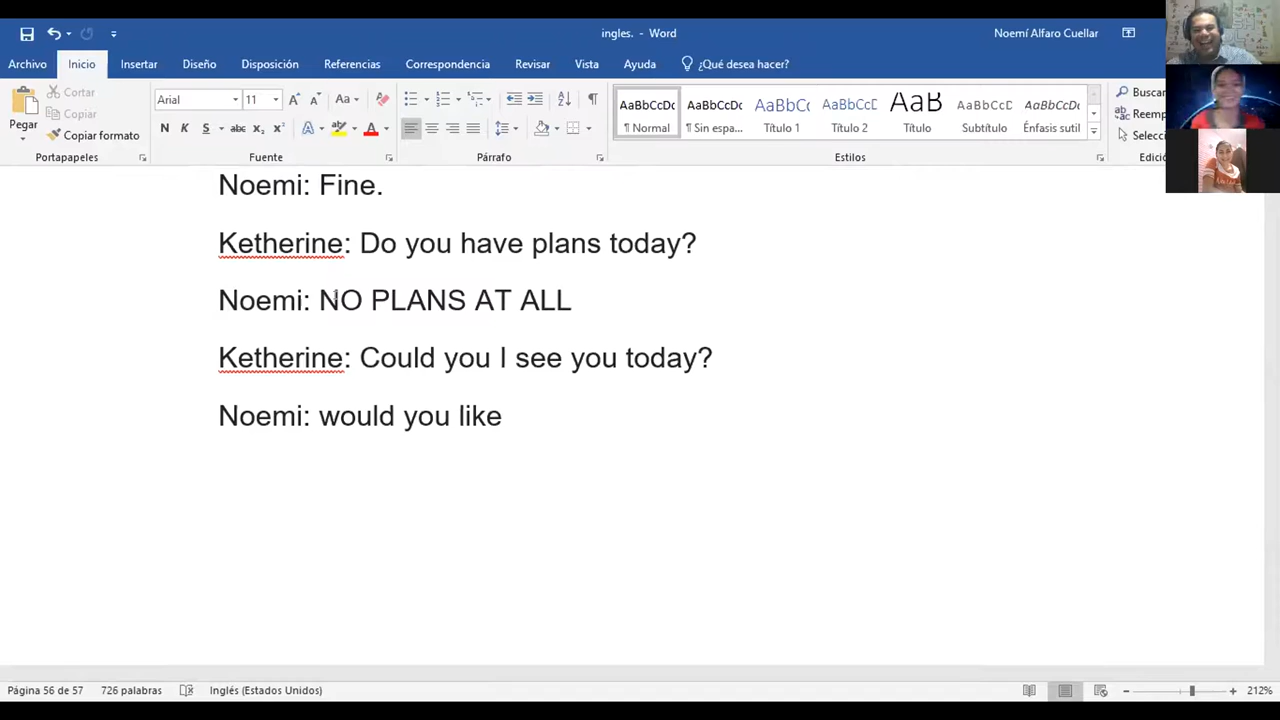 ingles. - Word
Noemí Alfaro Cuellar
Archivo Inicio Insertar Diseño Disposición Referencias Correspondencia Revisar Vista Ayuda ¿Qué desea hacer?
Pegar
Cortar
Copiar
Copiar formato
Portapapeles
Arial 11
Fuente
Párrafo
AaBbCcDc AaBbCcDc AaBbCc AaBbCc AaB AaBbCcD AaBbCcDc
¶ Normal ¶ Sin espa... Título 1 Título 2 Título Subtítulo Énfasis sutil
Estilos
Buscar
Noemi: Fine.
Ketherine: Do you have plans today?
Noemi: NO PLANS AT ALL
Ketherine: Could you I see you today?
Noemi: would you like
Página 56 de 57 726 palabras Inglés (Estados Unidos) 212%